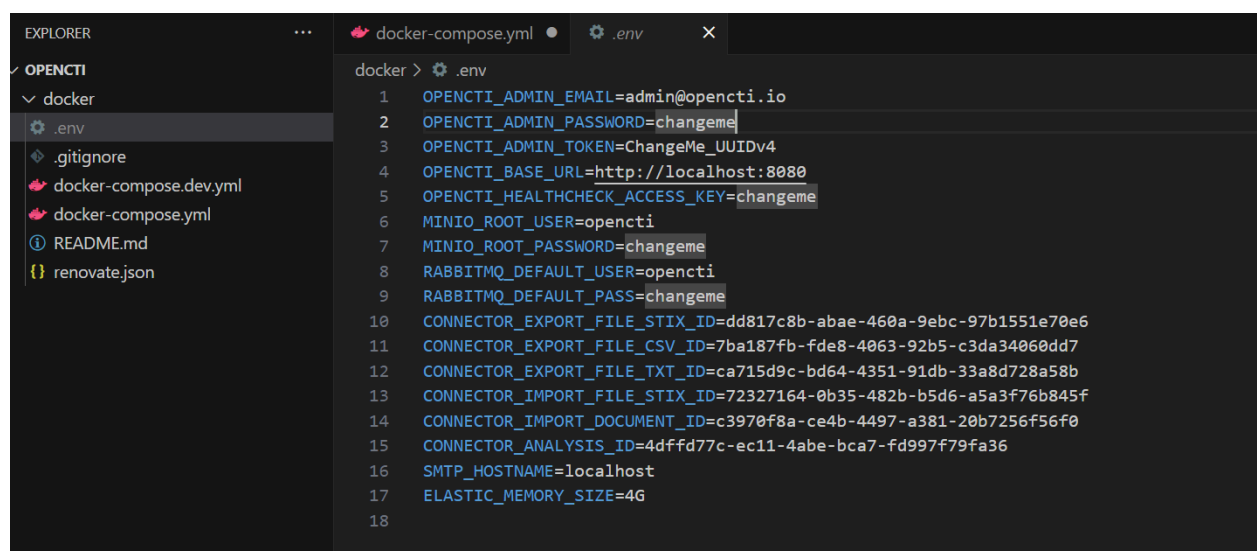 EXPLORER
OPENCTI
docker
.env
.gitignore
docker-compose.dev.yml
docker-compose.yml
README.md
renovate.json
docker-compose.yml
.env
docker > .env
1 OPENCTI_ADMIN_EMAIL=admin@opencti.io
2 OPENCTI_ADMIN_PASSWORD=changeme
3 OPENCTI_ADMIN_TOKEN=ChangeMe_UUIDv4
4 OPENCTI_BASE_URL=http://localhost:8080
5 OPENCTI_HEALTHCHECK_ACCESS_KEY=changeme
6 MINIO_ROOT_USER=opencti
7 MINIO_ROOT_PASSWORD=changeme
8 RABBITMQ_DEFAULT_USER=opencti
9 RABBITMQ_DEFAULT_PASS=changeme
10 CONNECTOR_EXPORT_FILE_STIX_ID=dd817c8b-abae-460a-9ebc-97b1551e70e6
11 CONNECTOR_EXPORT_FILE_CSV_ID=7ba187fb-fde8-4063-92b5-c3da34060dd7
12 CONNECTOR_EXPORT_FILE_TXT_ID=ca715d9c-bd64-4351-91db-33a8d728a58b
13 CONNECTOR_IMPORT_FILE_STIX_ID=72327164-0b35-482b-b5d6-a5a3f76b845f
14 CONNECTOR_IMPORT_DOCUMENT_ID=c3970f8a-ce4b-4497-a381-20b7256f56f0
15 CONNECTOR_ANALYSIS_ID=4dffd77c-ec11-4abe-bca7-fd997f79fa36
16 SMTP_HOSTNAME=localhost
17 ELASTIC_MEMORY_SIZE=4G
18